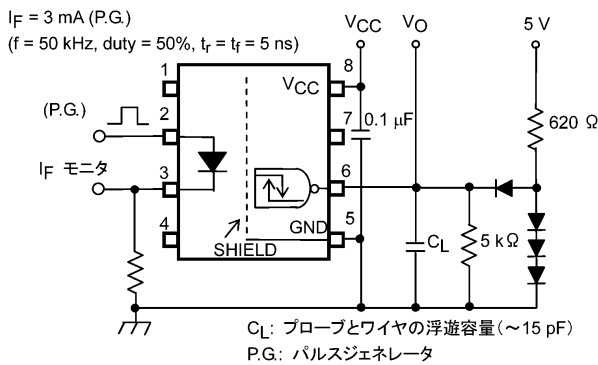 IF = 3 mA (P.G.)
(f = 50 kHz, duty = 50%, tr = tf = 5 ns)
VCC
VO
5 V
1
8
VCC
(P.G.)
2
7
0.1 μF
620 Ω
IF モニタ
3
6
4
5
GND
SHIELD
CL
5 kΩ
CL: プローブとワイヤの浮遊容量(～15 pF)
P.G.: パルスジェネレータ